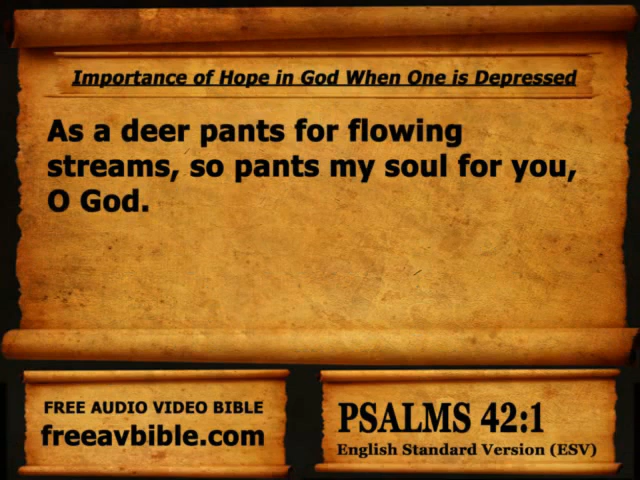 Importance of Hope in God When One is Depressed
As a deer pants for flowing
streams, so pants my soul for you,
O God.
FREE AUDIO VIDEO BIBLE
freeavbible.com
PSALMS 42:1
English Standard Version (ESV)